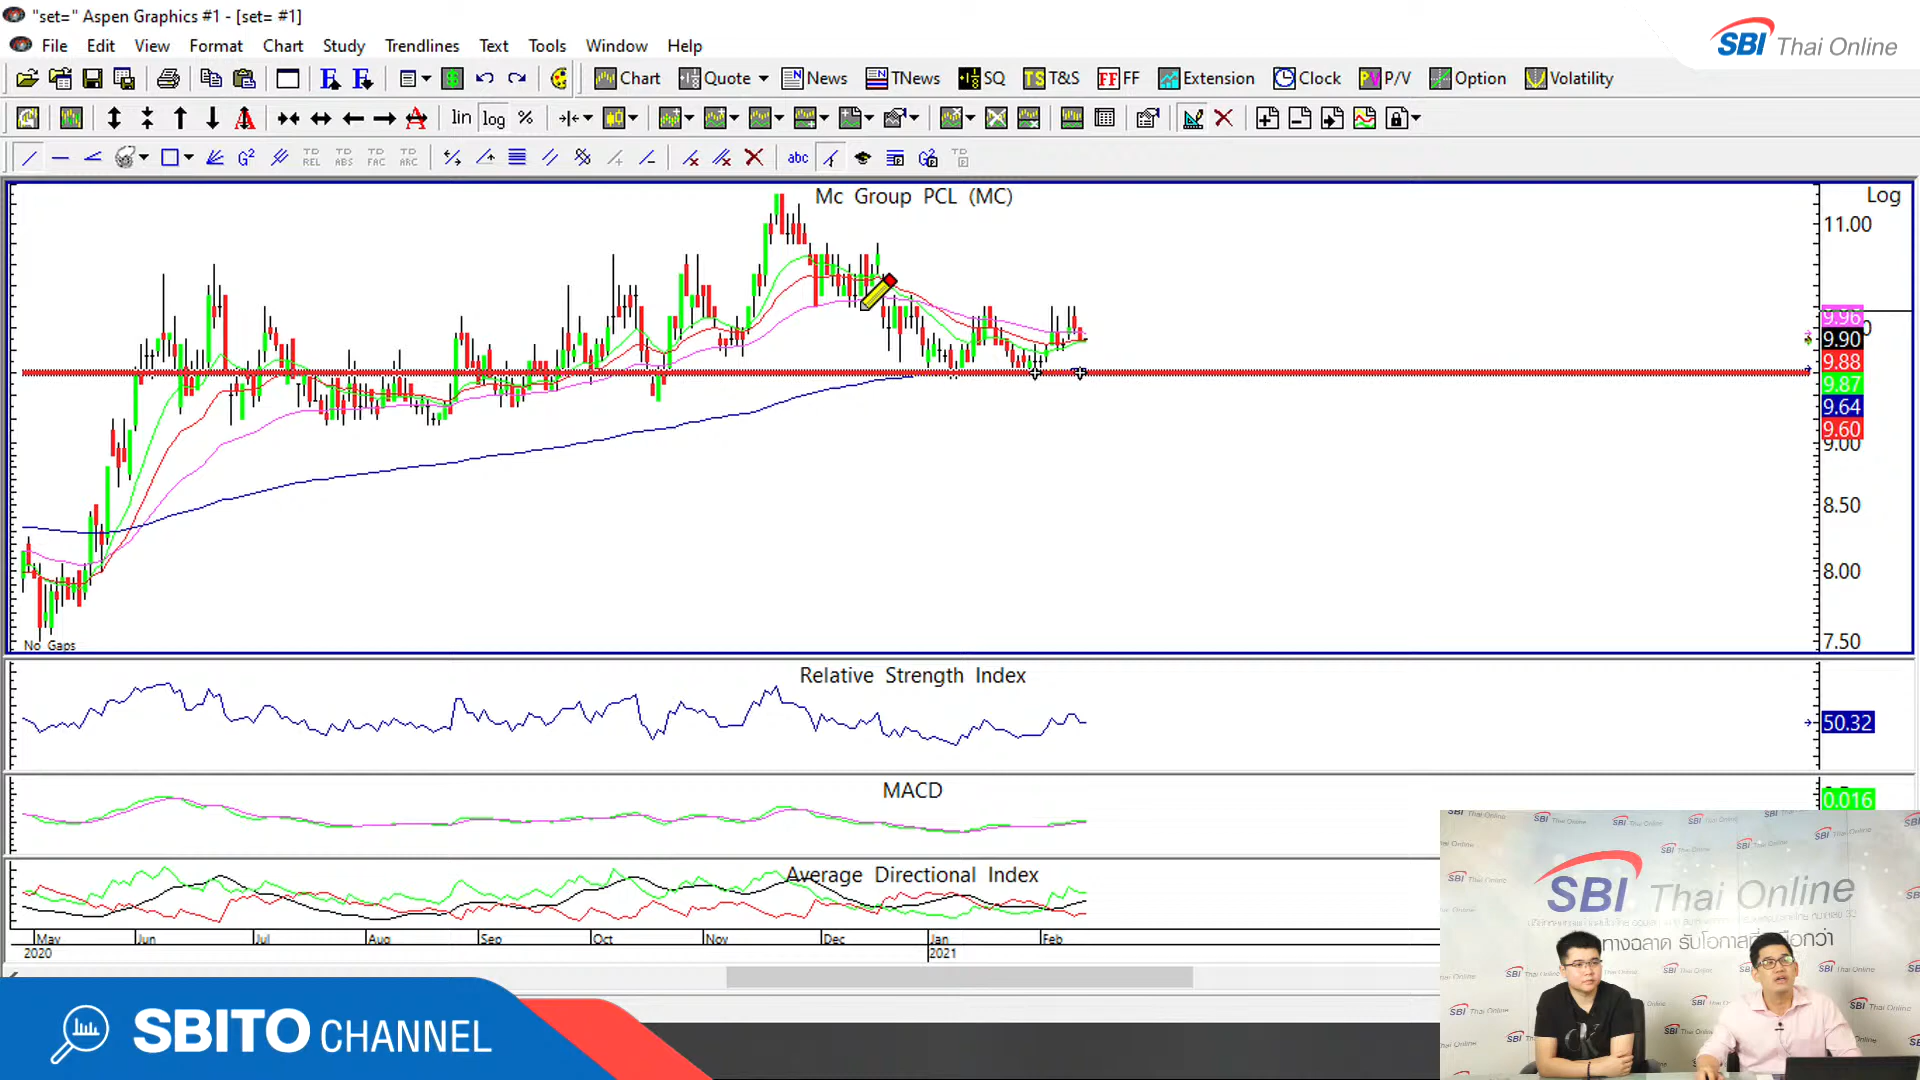 "set=" Aspen Graphics #1 - [set= #1]
SBI Thai Online
File Edit View Format Chart Study Trendlines Text Tools Window Help
Chart Quote News TNews SQ T&S FF Extension Clock P/V Option Volatility
lin log %
abc
Mc Group PCL (MC)
Log
11.00
9.96
9.90
9.88
9.87
9.64
9.60
9.00
8.50
8.00
7.50
No Gaps
Relative Strength Index
50.32
MACD
0.016
Average Directional Index
May Jun Jul Aug Sep Oct Nov Dec Jan Feb
2020 2021
SBI Thai Online
SBITO CHANNEL